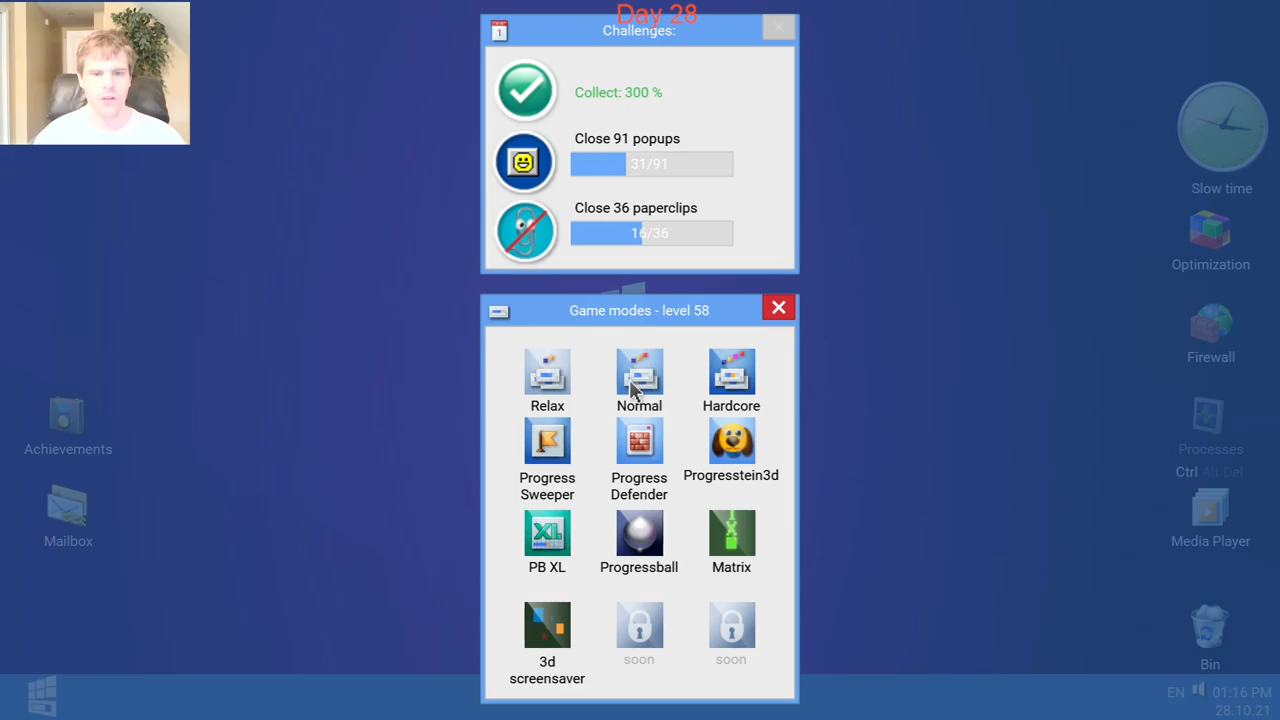 Day 28
Challenges:
1
Collect: 300 %
Close 91 popups
31/91
Close 36 paperclips
16/36
Slow time
Optimization
Firewall
Processes
Ctrl Alt Del
Media Player
Bin
Achievements
Mailbox
Game modes - level 58
Relax
Normal
Hardcore
Progress
Sweeper
Progress
Defender
Progresstein3d
XL
PB XL
Progressball
X
Matrix
3d
screensaver
soon
soon
EN
01:16 PM
28.10.21